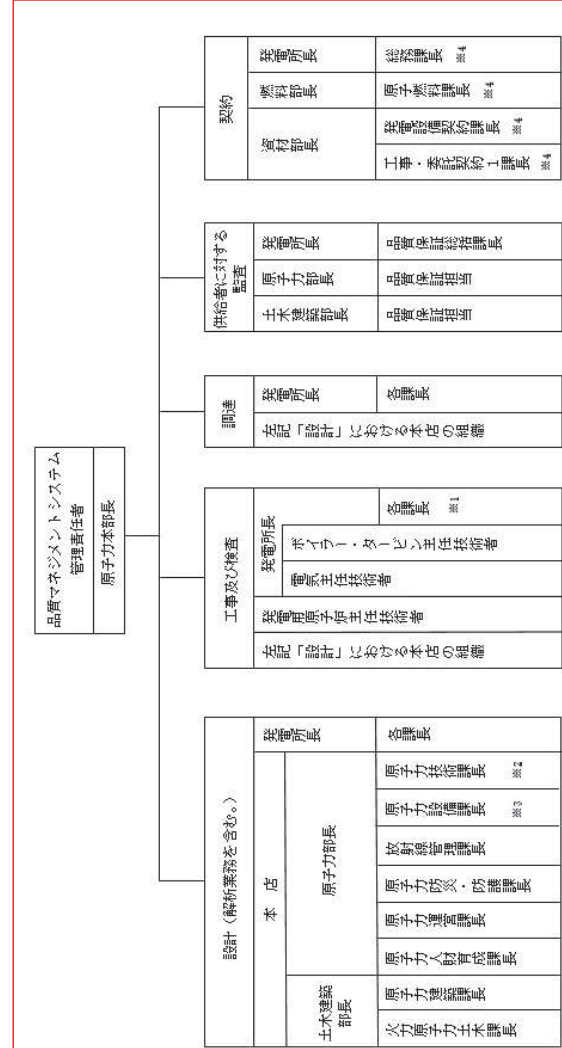 品質マネジメントシステム
管理責任者
原子力本部長
設計（解析業務を含む。）
本店
土木建築
部長
火力原子力土木課長
原子力建築課長
原子力部長
原子力人財育成課長
原子力運営課長
原子力防災・防護課長
放射線管理課長
原子力設備課長 ※3
原子力技術課長 ※2
発電所長
各課長
工事及び検査
左記「設計」における本店の組織
発電用原子炉主任技術者
発電所長
電気主任技術者
ボイラー・タービン主任技術者
各課長 ※1
調達
左記「設計」における本店の組織
発電所長
各課長
供給者に対する
監査
土木建築部長
品質保証担当
原子力部長
品質保証担当
発電所長
品質保証総括課長
契約
資材部長
工事・委託契約１課長 ※4
発電設備契約課長 ※4
燃料部長
原子燃料課長 ※4
発電所長
総務課長 ※4